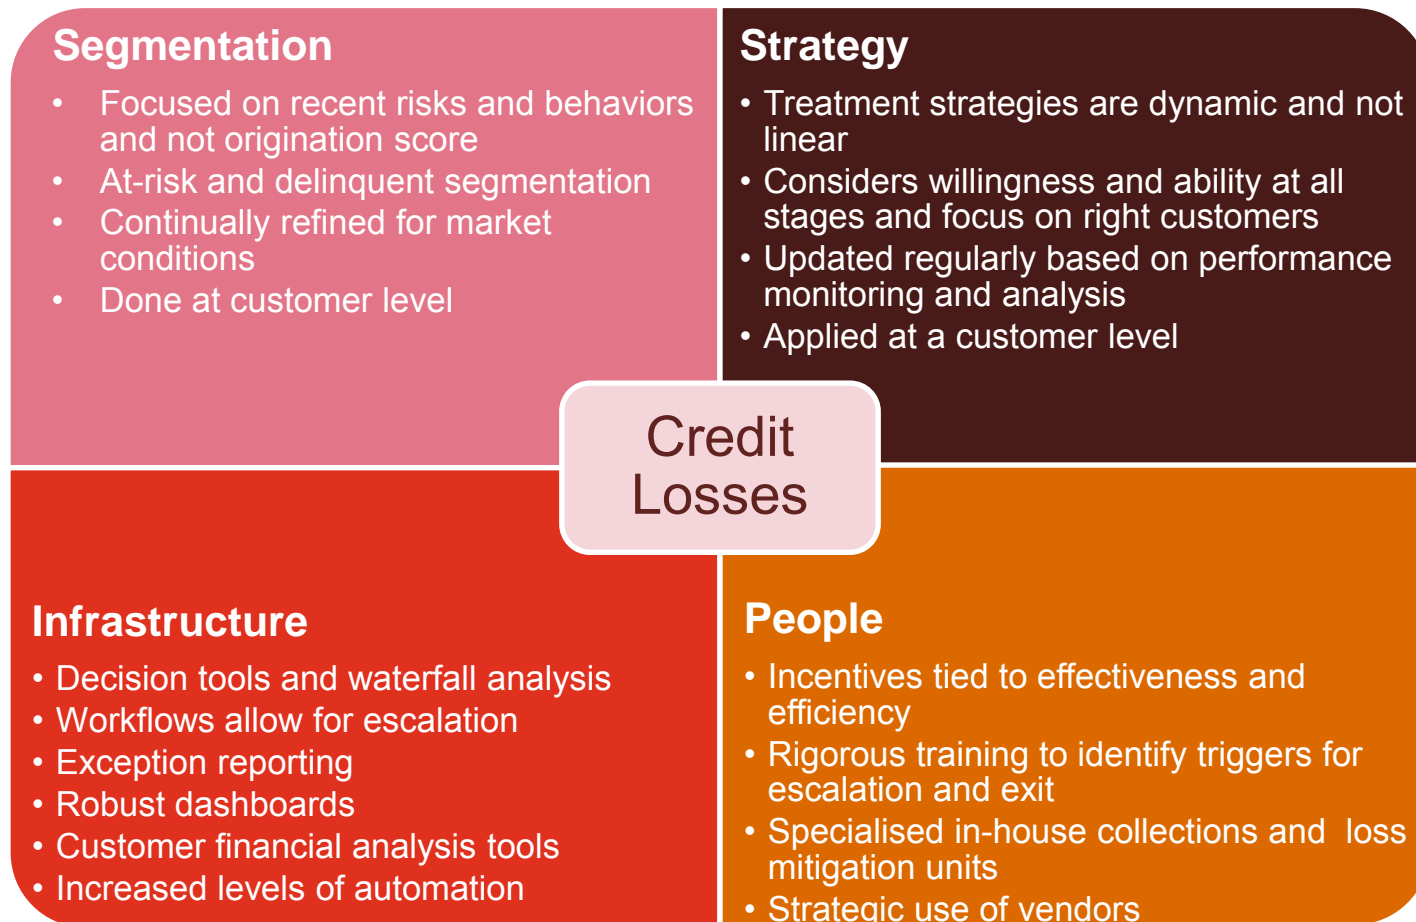 Segmentation
• Focused on recent risks and behaviors
and not origination score
• At-risk and delinquent segmentation
• Continually refined for market
conditions
• Done at customer level
Strategy
• Treatment strategies are dynamic and not
linear
• Considers willingness and ability at all
stages and focus on right customers
• Updated regularly based on performance
monitoring and analysis
• Applied at a customer level
Credit
Losses
Infrastructure
• Decision tools and waterfall analysis
• Workflows allow for escalation
• Exception reporting
• Robust dashboards
• Customer financial analysis tools
• Increased levels of automation
People
• Incentives tied to effectiveness and
efficiency
• Rigorous training to identify triggers for
escalation and exit
• Specialised in-house collections and  loss
mitigation units
• Strategic use of vendors